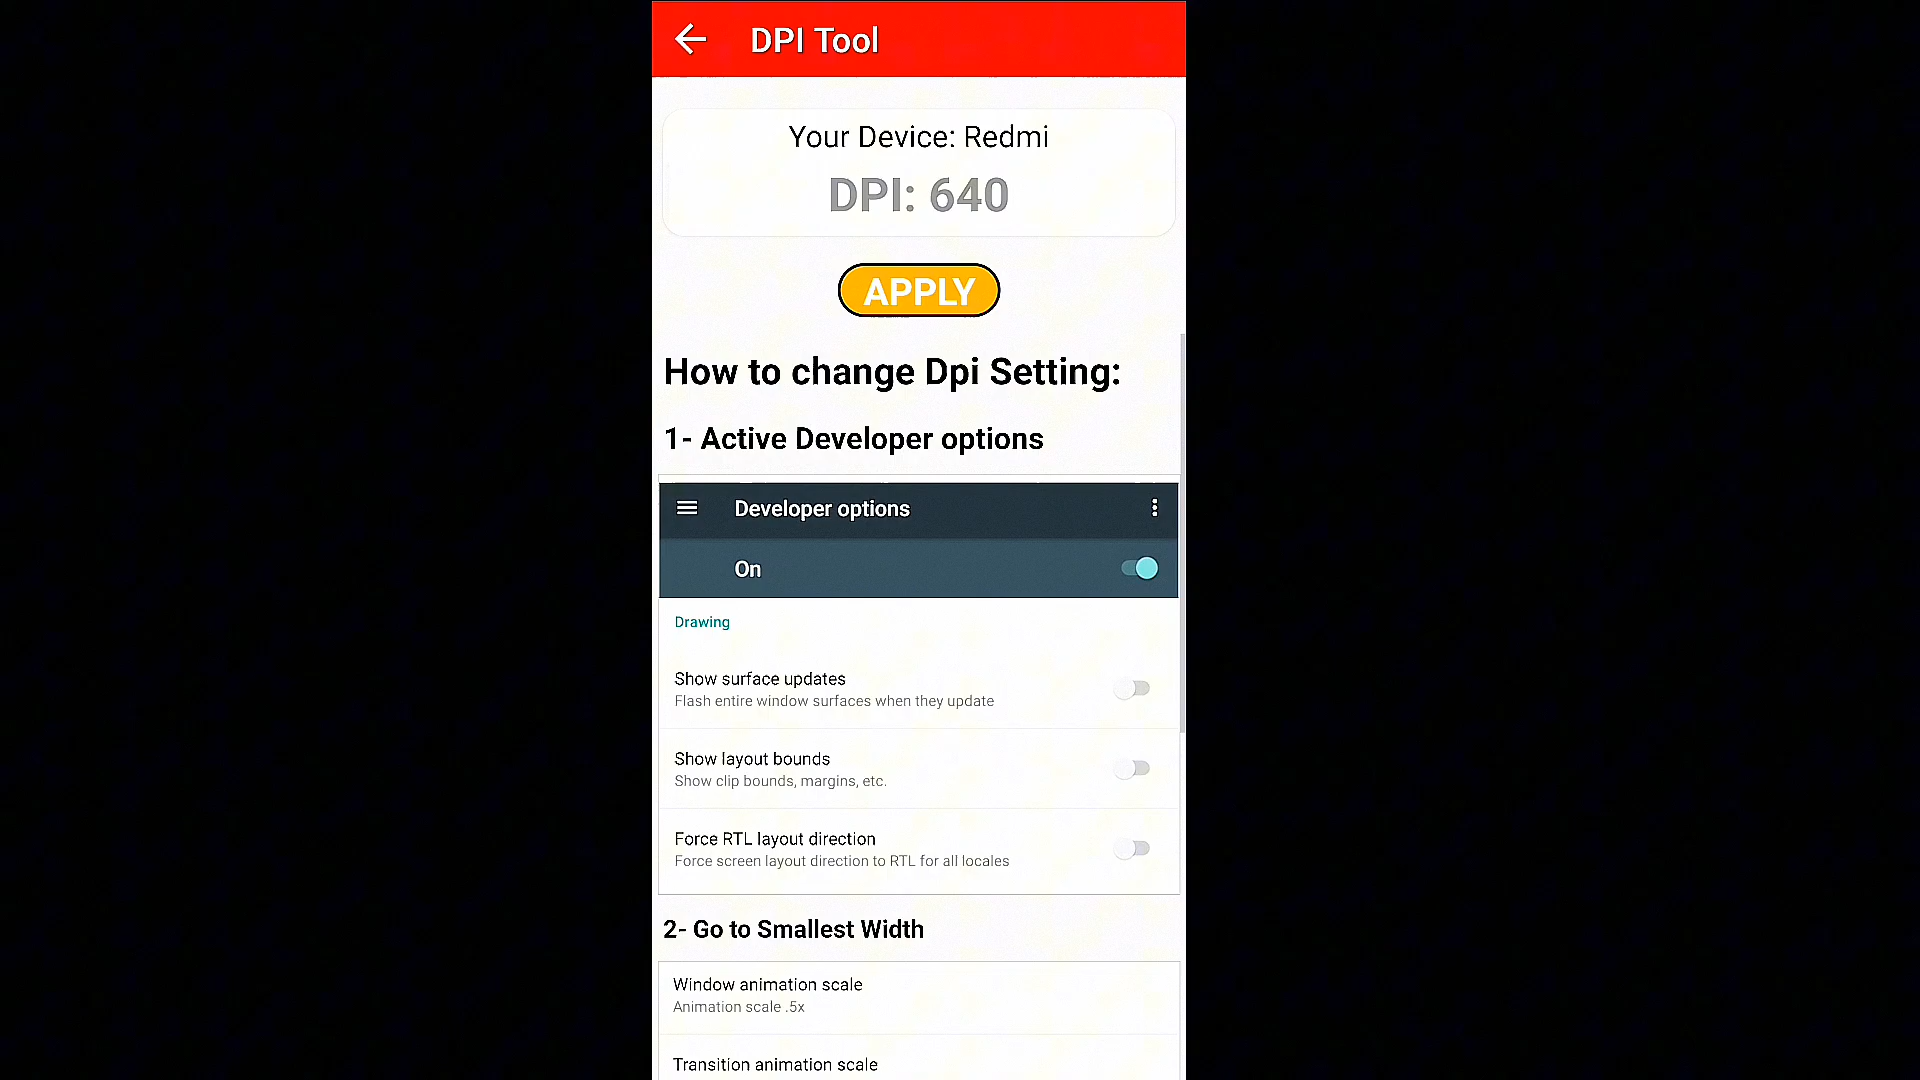 DPI Tool
Your Device: Redmi
DPI: 640
APPLY
How to change Dpi Setting:
1- Active Developer options
Developer options
On
Drawing
Show surface updates
Flash entire window surfaces when they update
Show layout bounds
Show clip bounds, margins, etc.
Force RTL layout direction
Force screen layout direction to RTL for all locales
2- Go to Smallest Width
Window animation scale
Animation scale .5x
Transition animation scale